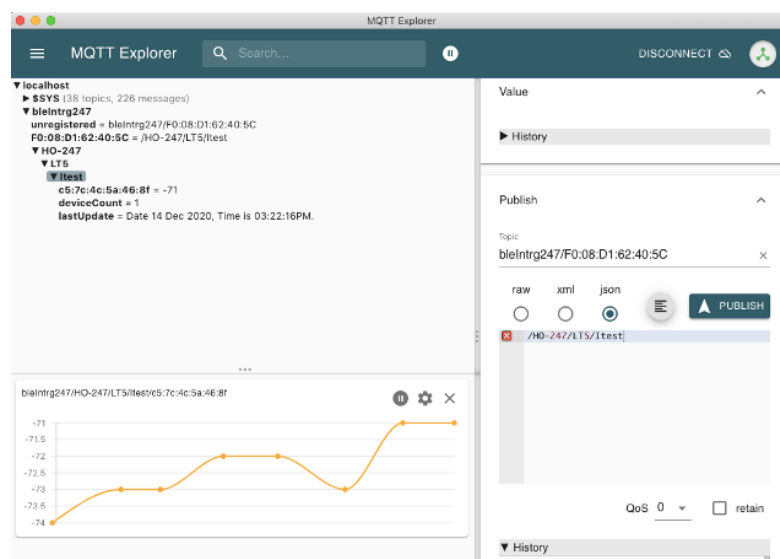 MQTT Explorer
MQTT Explorer
Search...
DISCONNECT
▼ localhost
▶ $SYS (38 topics, 226 messages)
▼ bleIntrg247
unregistered = bleIntrg247/F0:08:D1:62:40:5C
F0:08:D1:62:40:5C = /HO-247/LT5/Itest
▼ HO-247
▼ LT5
▼ Itest
c5:7c:4c:5a:46:8f = -71
deviceCount = 1
lastUpdate = Date 14 Dec 2020, Time is 03:22:16PM.
bleIntrg247/HO-247/LT5/Itest/c5:7c:4c:5a:46:8f
-71
-71.5
-72
-72.5
-73
-73.5
-74
Value
▶ History
Publish
Topic
bleIntrg247/F0:08:D1:62:40:5C
raw xml json
PUBLISH
/HO-247/LT5/Itest
QoS 0 retain
▼ History